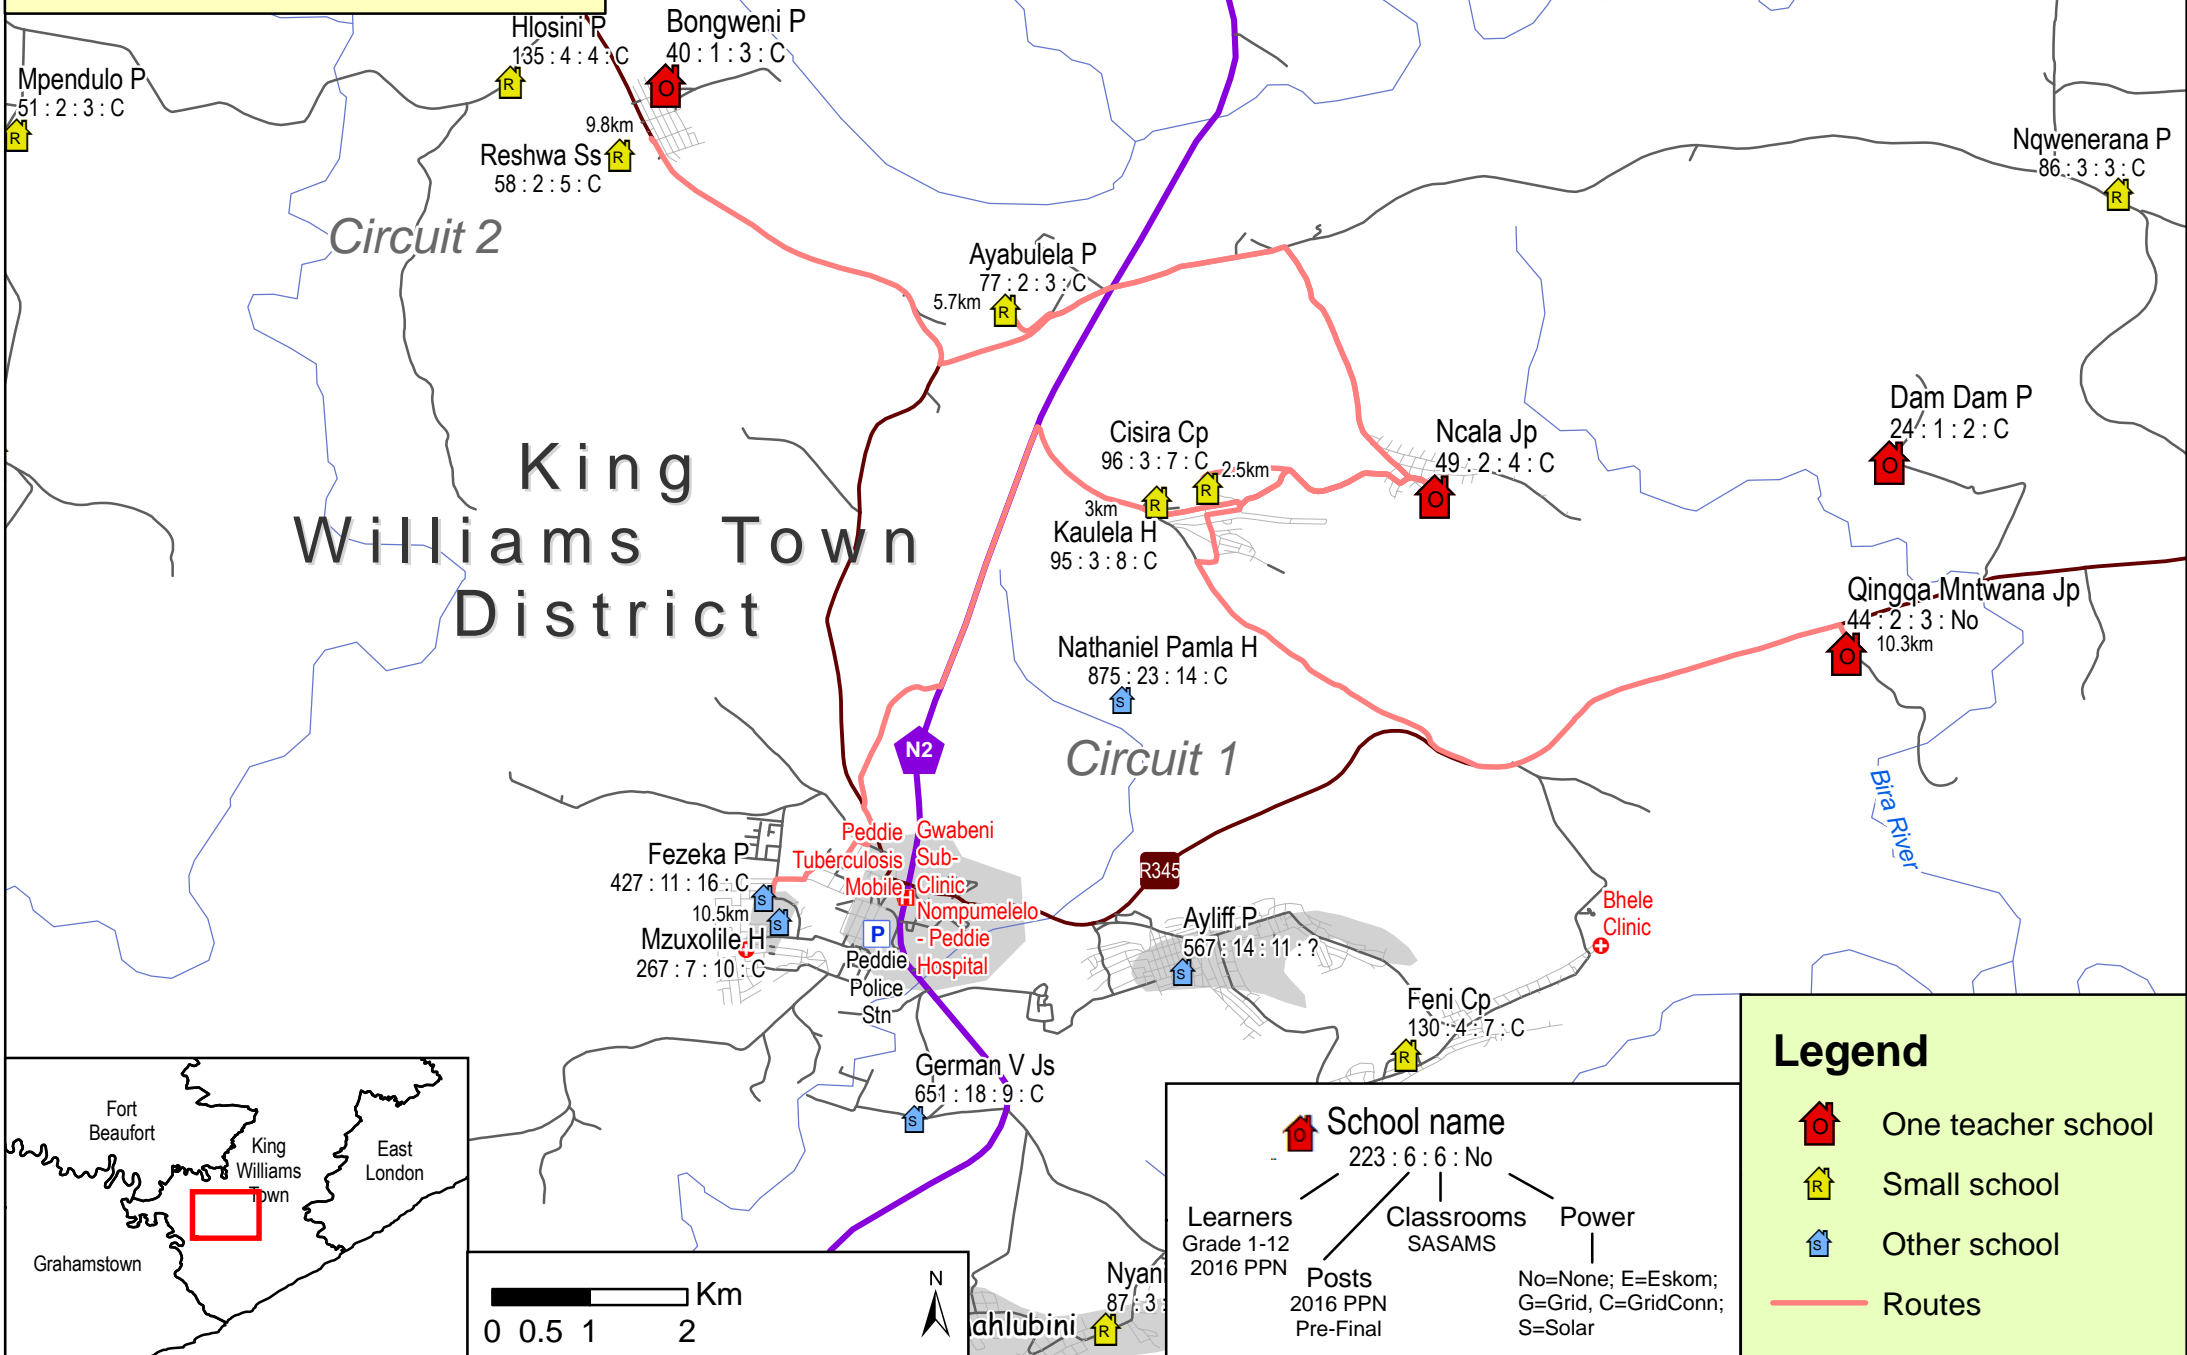 Hlosini P
135 : 4 : 4 : C
Bongweni P
40 : 1 : 3 : C
Mpendulo P
51 : 2 : 3 : C
R
R
O
9.8km
Reshwa Ss
58 : 2 : 5 : C
R
Nqwenerana P
86 : 3 : 3 : C
R
Circuit 2
Ayabulela P
77 : 2 : 3 : C
5.7km
R
King
Williams Town
District
Cisira Cp
96 : 3 : 7 : C
2.5km
R
R
3km
Kaulela H
95 : 3 : 8 : C
Ncala Jp
49 : 2 : 4 : C
O
Dam Dam P
24 : 1 : 2 : C
O
Qingqa Mntwana Jp
44 : 2 : 3 : No
10.3km
O
Nathaniel Pamla H
875 : 23 : 14 : C
S
N2
Circuit 1
Bira River
R345
Fezeka P
427 : 11 : 16 : C
S
10.5km
S
Mzuxolile H
267 : 7 : 10 : C
Peddie
Tuberculosis
Mobile
Gwabeni
Sub-
Clinic
H
Nompumelelo
- Peddie
Hospital
P
Peddie
Police
Stn
Ayliff P
567 : 14 : 11 : ?
S
Bhele
Clinic
Feni Cp
130 : 4 : 7 : C
R
German V Js
651 : 18 : 9 : C
S
Fort
Beaufort
King
Williams
Town
East
London
Grahamstown
Km
0 0.5 1 2
N
Nyani
87 : 3 :
ahlubini
R
O
School name
223 : 6 : 6 : No
Learners
Grade 1-12
2016 PPN
Posts
2016 PPN
Pre-Final
Classrooms
SASAMS
Power
No=None; E=Eskom;
G=Grid, C=GridConn;
S=Solar
Legend
O One teacher school
R Small school
S Other school
Routes